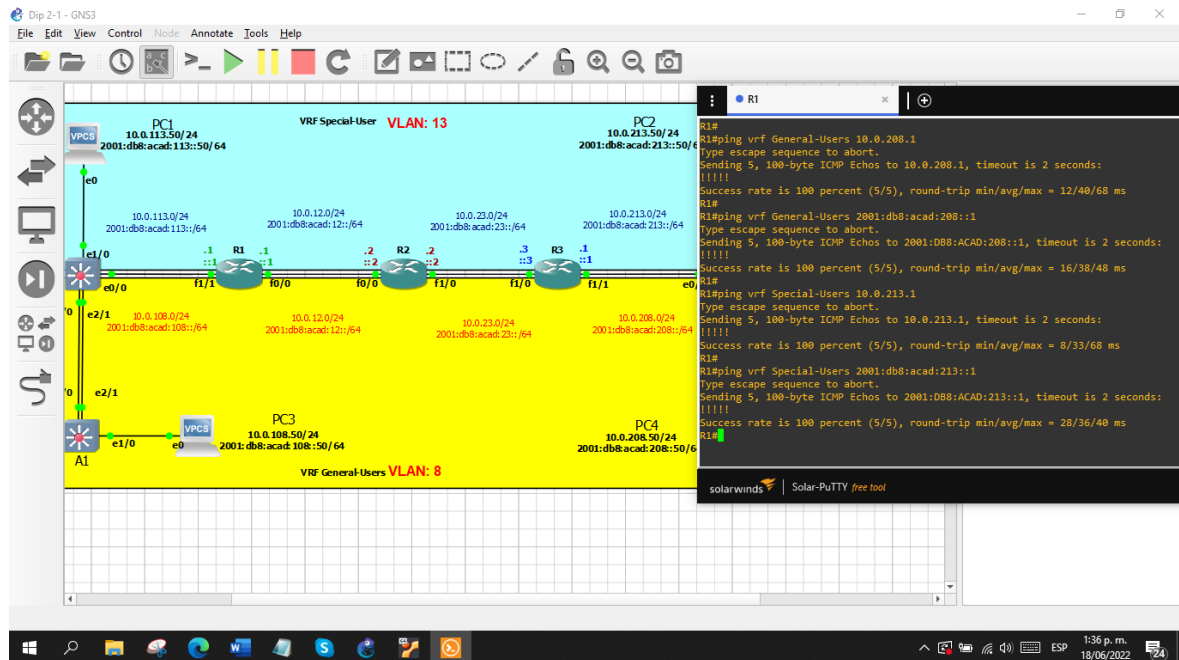 Dip 2-1 - GNS3
File Edit View Control Node Annotate Tools Help
PC1
10.0.113.50/24
2001:db8:acad:113::50/64
VPCS
e0
VRF Special-User VLAN: 13
PC2
10.0.213.50/24
2001:db8:acad:213::50/6
10.0.113.0/24
2001:db8:acad:113::/64
10.0.12.0/24
2001:db8:acad:12::/64
10.0.23.0/24
2001:db8:acad:23::/64
10.0.213.0/24
2001:db8:acad:213::/64
e1/0
.1 R1 .1
::1 ::1
.2 R2 .2
::2 ::2
.3 R3 .1
::3 ::1
e0/0
f1/1 f0/0
f0/0 f1/0
f1/0 f1/1
e0/
/0 e2/1
10.0.108.0/24
2001:db8:acad:108::/64
10.0.12.0/24
2001:db8:acad:12::/64
10.0.23.0/24
2001:db8:acad:23::/64
10.0.208.0/24
2001:db8:acad:208::/64
/0 e2/1
A1
e1/0
e0
VPCS
PC3
10.0.108.50/24
2001:db8:acad:108::50/64
PC4
10.0.208.50/24
2001:db8:acad:208::50/6
VRF General-Users VLAN: 8
R1
R1#
R1#ping vrf General-Users 10.0.208.1
Type escape sequence to abort.
Sending 5, 100-byte ICMP Echos to 10.0.208.1, timeout is 2 seconds:
!!!!!
Success rate is 100 percent (5/5), round-trip min/avg/max = 12/40/68 ms
R1#
R1#ping vrf General-Users 2001:db8:acad:208::1
Type escape sequence to abort.
Sending 5, 100-byte ICMP Echos to 2001:DB8:ACAD:208::1, timeout is 2 seconds:
!!!!!
Success rate is 100 percent (5/5), round-trip min/avg/max = 16/38/48 ms
R1#
R1#ping vrf Special-Users 10.0.213.1
Type escape sequence to abort.
Sending 5, 100-byte ICMP Echos to 10.0.213.1, timeout is 2 seconds:
!!!!!
Success rate is 100 percent (5/5), round-trip min/avg/max = 8/33/68 ms
R1#
R1#ping vrf Special-Users 2001:db8:acad:213::1
Type escape sequence to abort.
Sending 5, 100-byte ICMP Echos to 2001:DB8:ACAD:213::1, timeout is 2 seconds:
!!!!!
Success rate is 100 percent (5/5), round-trip min/avg/max = 28/36/40 ms
R1#
solarwinds Solar-PuTTY free tool
ESP
1:36 p. m.
18/06/2022
24